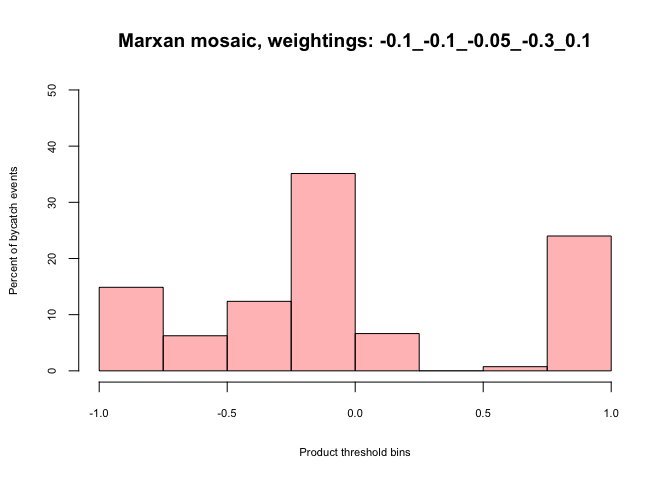 Marxan mosaic, weightings: -0.1_-0.1_-0.05_-0.3_0.1
Percent of bycatch events
50
40
30
20
10
0
-1.0 -0.5 0.0 0.5 1.0
Product threshold bins